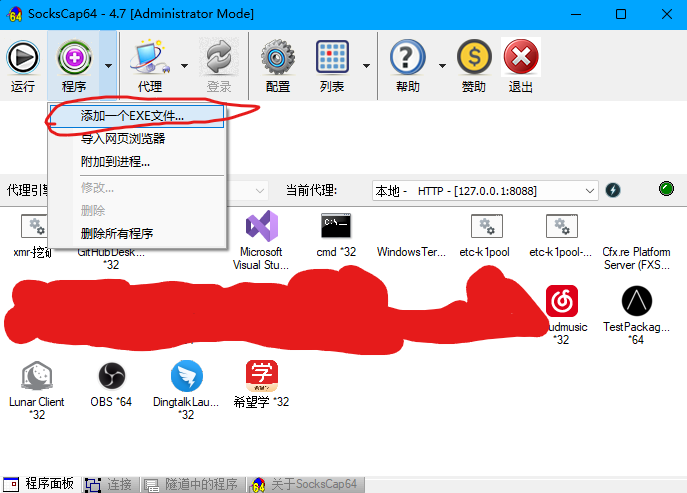 SocksCap64 - 4.7 [Administrator Mode]
运行
程序
代理
登录
配置
列表
帮助
赞助
退出
添加一个EXE文件...
导入网页浏览器
附加到进程...
修改...
删除
删除所有程序
代理引擎
当前代理:
本地 - HTTP - [127.0.0.1:8088]
xmr-挖矿
GitHubDesk... *32
Microsoft Visual Stu...
cmd *32
WindowsTer...
etc-k1pool
etc-k1pool-...
Cfx.re Platform Server (FXS...
udmusic *32
TestPackag... *64
Lunar Client *32
OBS *64
DingtalkLau... *32
希望学 *32
程序面板
连接
隧道中的程序
关于SocksCap64